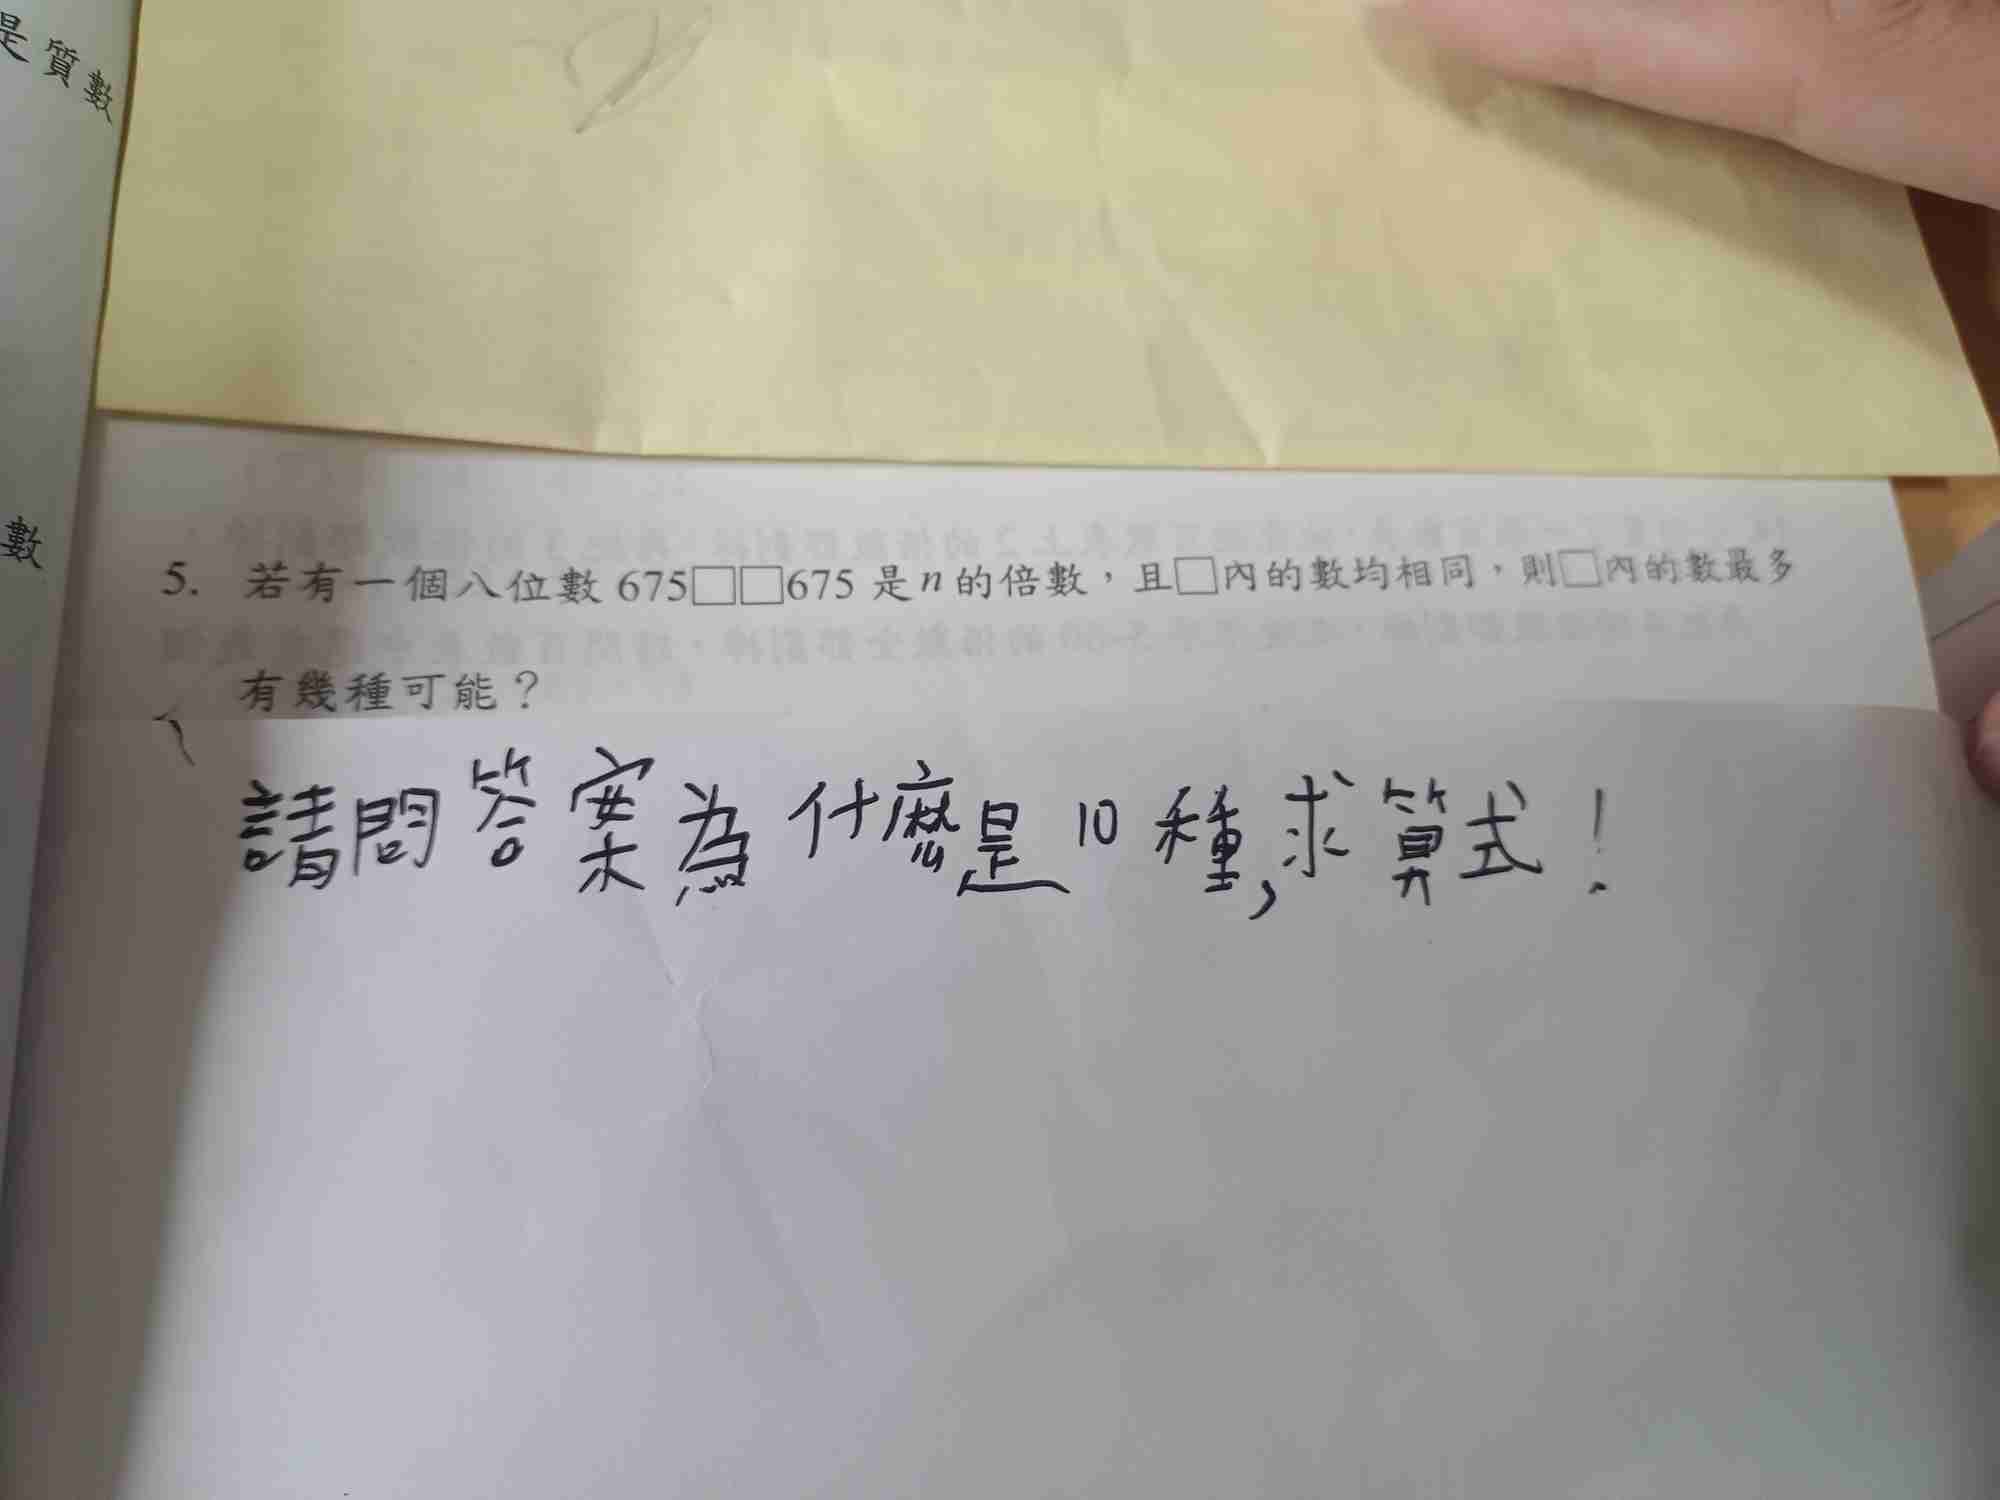 是質數
數
5. 若有一個八位數 675□□675 是 n 的倍數，且□內的數均相同，則□內的數最多
有幾種可能？
請問答案為什麼是10種,求算式！